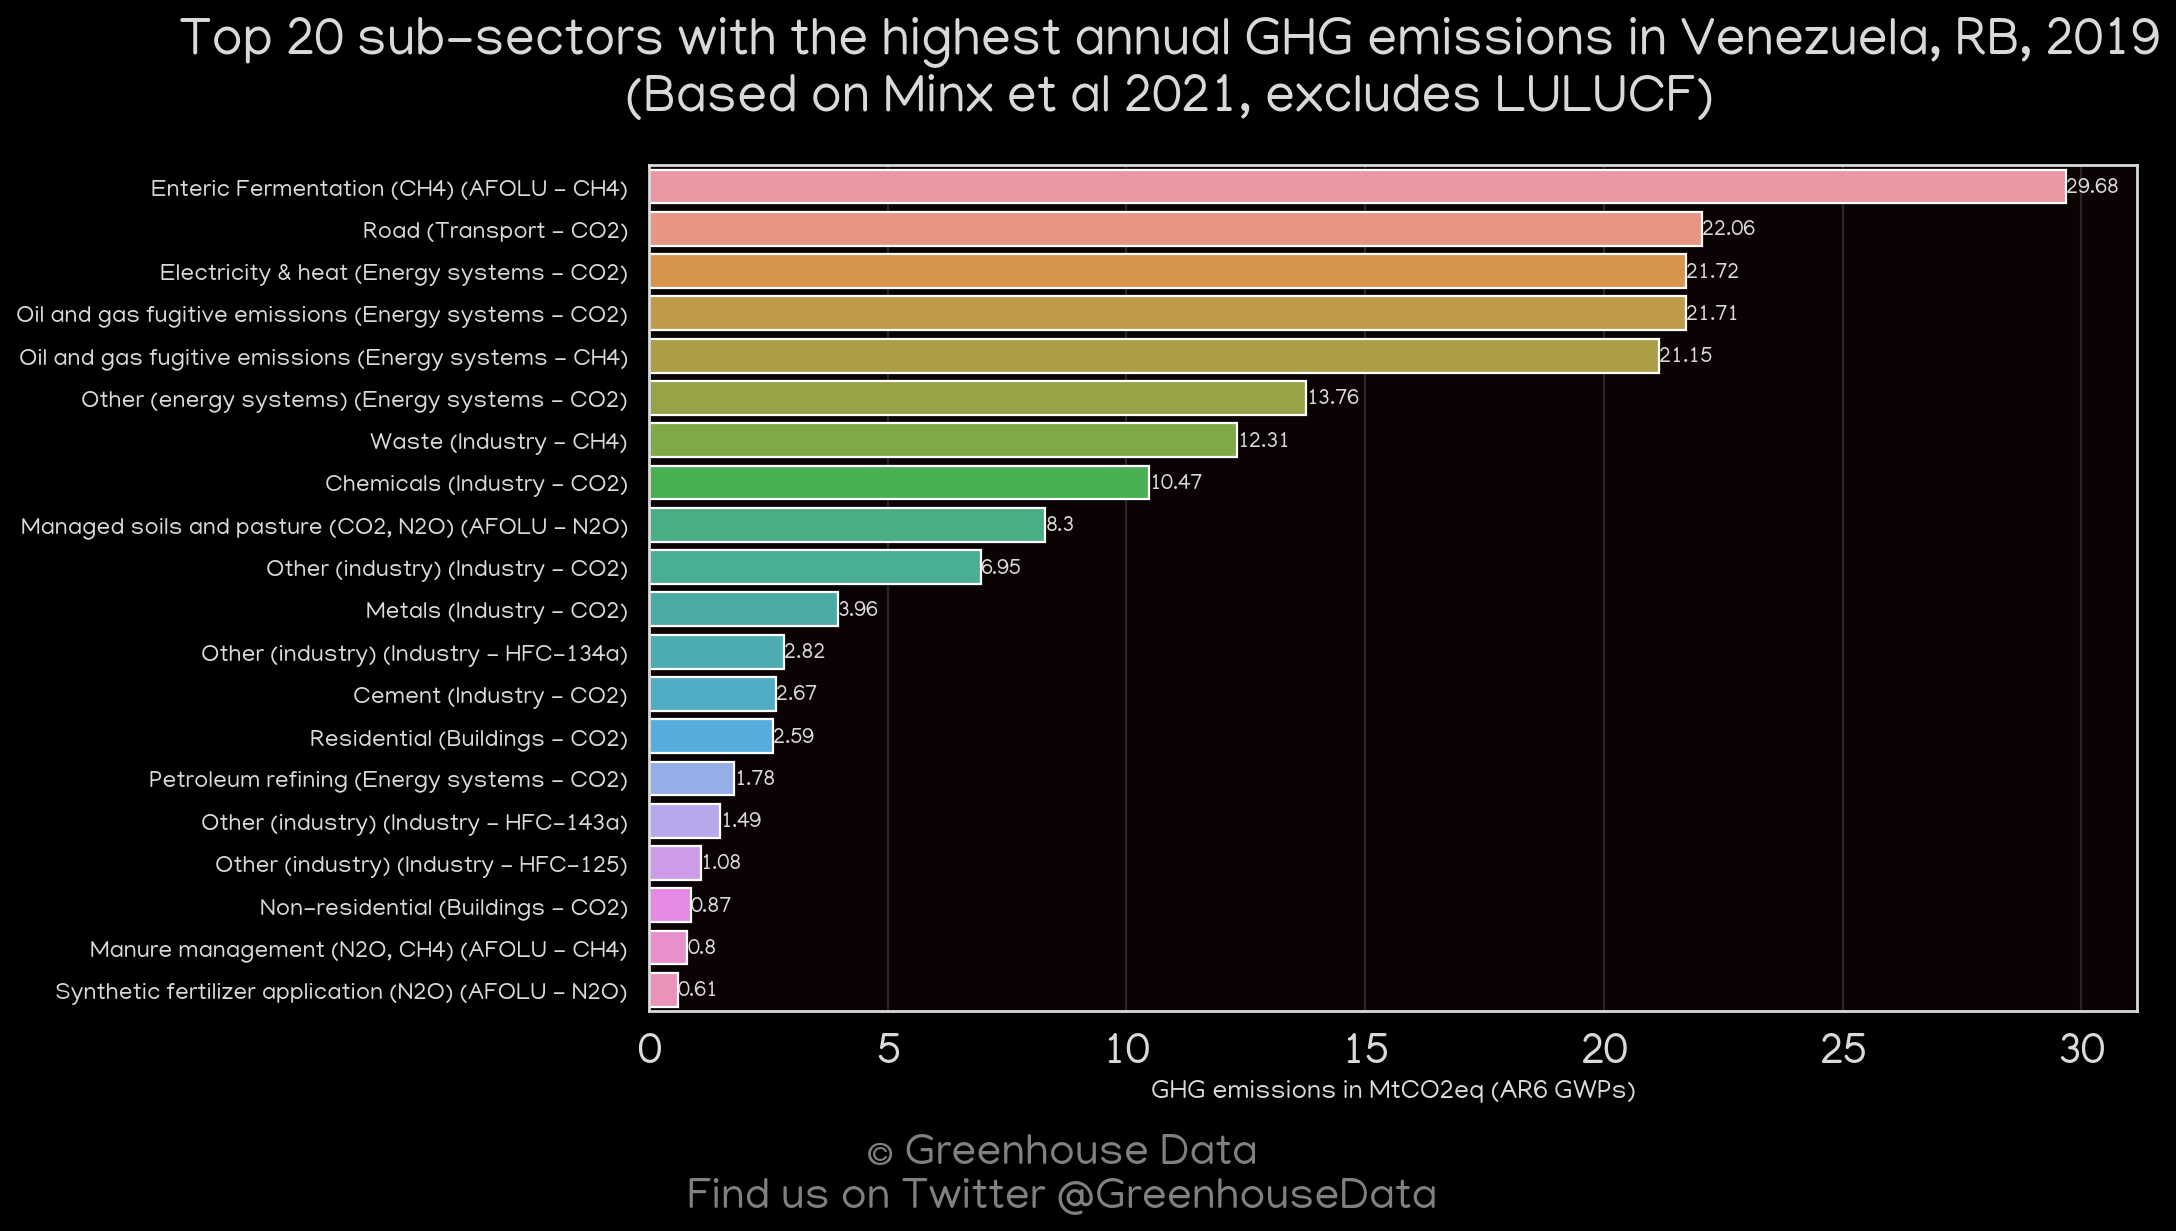 Top 20 sub-sectors with the highest annual GHG emissions in Venezuela, RB, 2019
(Based on Minx et al 2021, excludes LULUCF)
Enteric Fermentation (CH4) (AFOLU - CH4) 29.68
Road (Transport - CO2) 22.06
Electricity & heat (Energy systems - CO2) 21.72
Oil and gas fugitive emissions (Energy systems - CO2) 21.71
Oil and gas fugitive emissions (Energy systems - CH4) 21.15
Other (energy systems) (Energy systems - CO2) 13.76
Waste (Industry - CH4) 12.31
Chemicals (Industry - CO2) 10.47
Managed soils and pasture (CO2, N2O) (AFOLU - N2O) 8.3
Other (industry) (Industry - CO2) 6.95
Metals (Industry - CO2) 3.96
Other (industry) (Industry - HFC-134a) 2.82
Cement (Industry - CO2) 2.67
Residential (Buildings - CO2) 2.59
Petroleum refining (Energy systems - CO2) 1.78
Other (industry) (Industry - HFC-143a) 1.49
Other (industry) (Industry - HFC-125) 1.08
Non-residential (Buildings - CO2) 0.87
Manure management (N2O, CH4) (AFOLU - CH4) 0.8
Synthetic fertilizer application (N2O) (AFOLU - N2O) 0.61
0 5 10 15 20 25 30
GHG emissions in MtCO2eq (AR6 GWPs)
© Greenhouse Data
Find us on Twitter @GreenhouseData